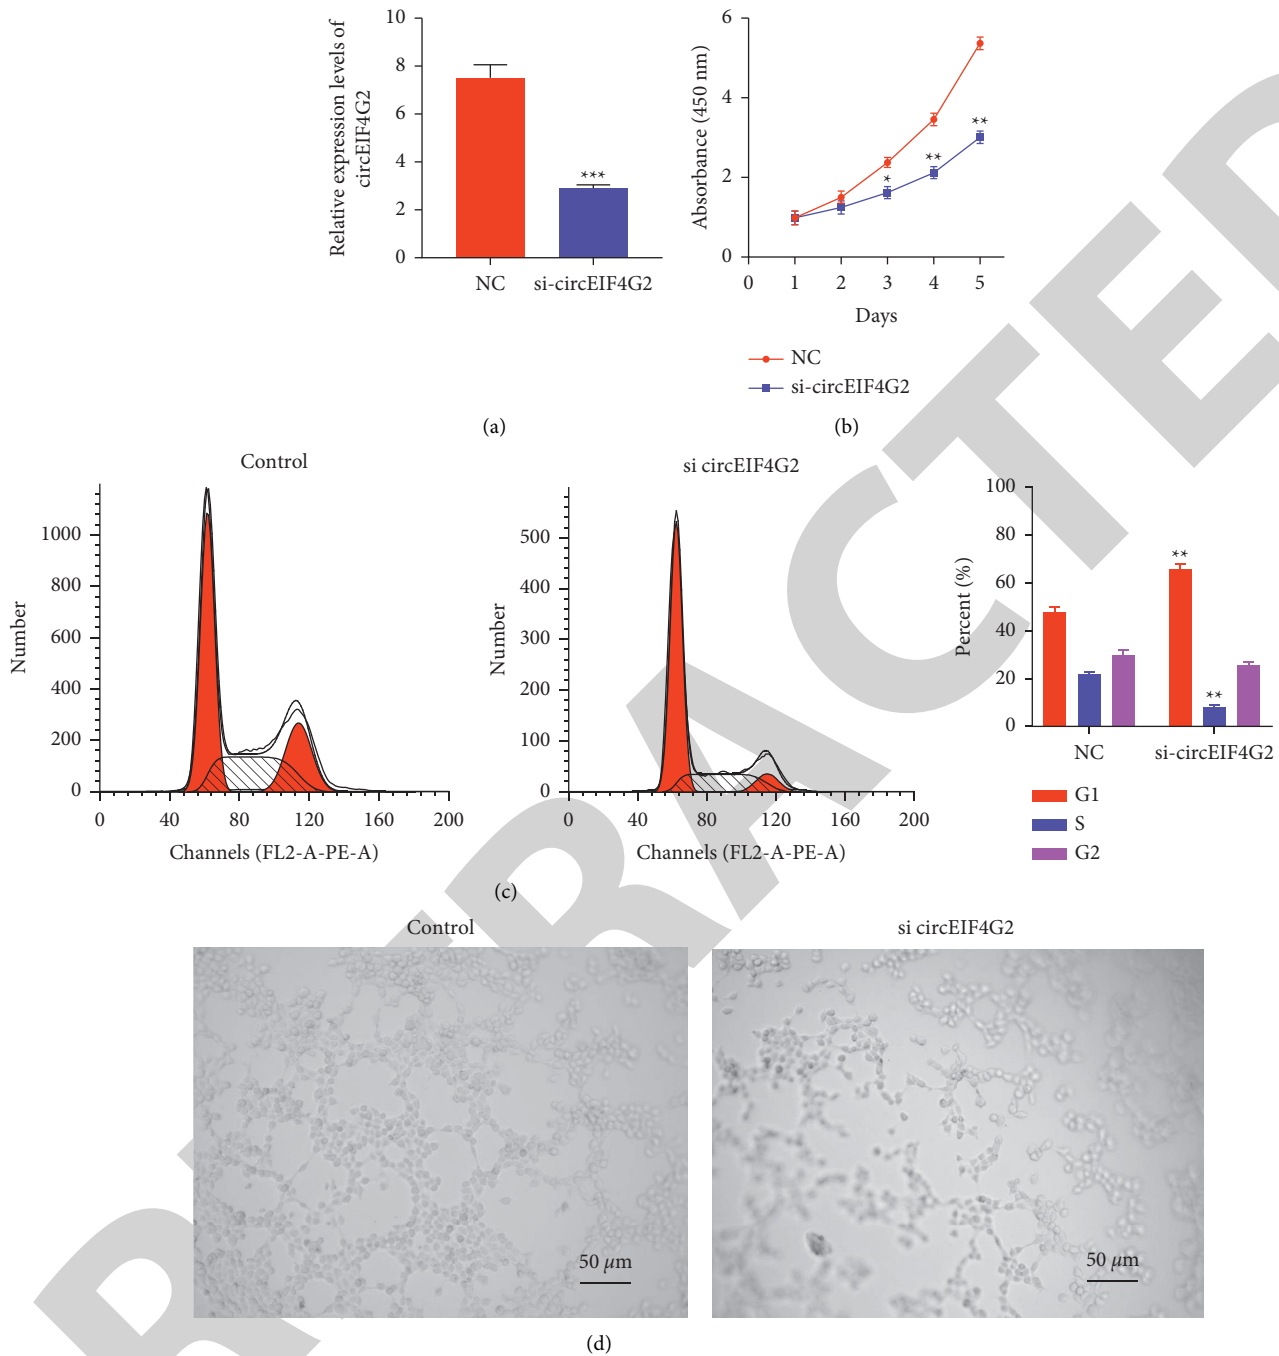 Relative expression levels of
circEIF4G2
10
8
6
4
2
0
***
NC
si-circEIF4G2
(a)
Absorbance (450 nm)
6
4
2
0
*
**
**
0
1
2
3
4
5
Days
NC
si-circEIF4G2
(b)
Control
Number
1000
800
600
400
200
0
0
40
80
120
160
200
Channels (FL2-A-PE-A)
si circEIF4G2
Number
500
400
300
200
100
0
0
40
80
120
160
200
Channels (FL2-A-PE-A)
Percent (%)
100
80
60
40
20
0
**
**
NC
si-circEIF4G2
G1
S
G2
(c)
Control
50 µm
si circEIF4G2
50 µm
(d)
RETRACTED